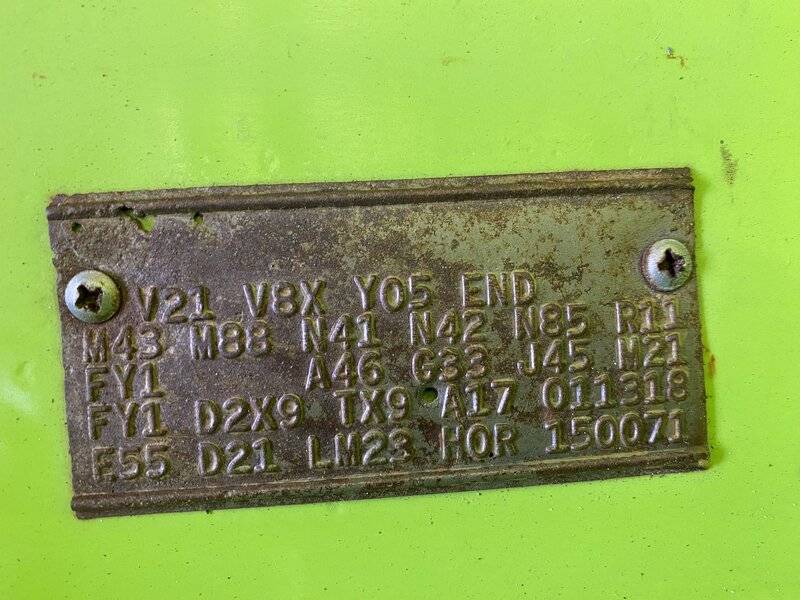 V21 V8X Y05 END
M43 M88 N41 N42 N85 R11
FY1 A46 G33 J45 M21
FY1 D2X9 TX9 A17 011318
E55 D21 LM23 H0R 150071